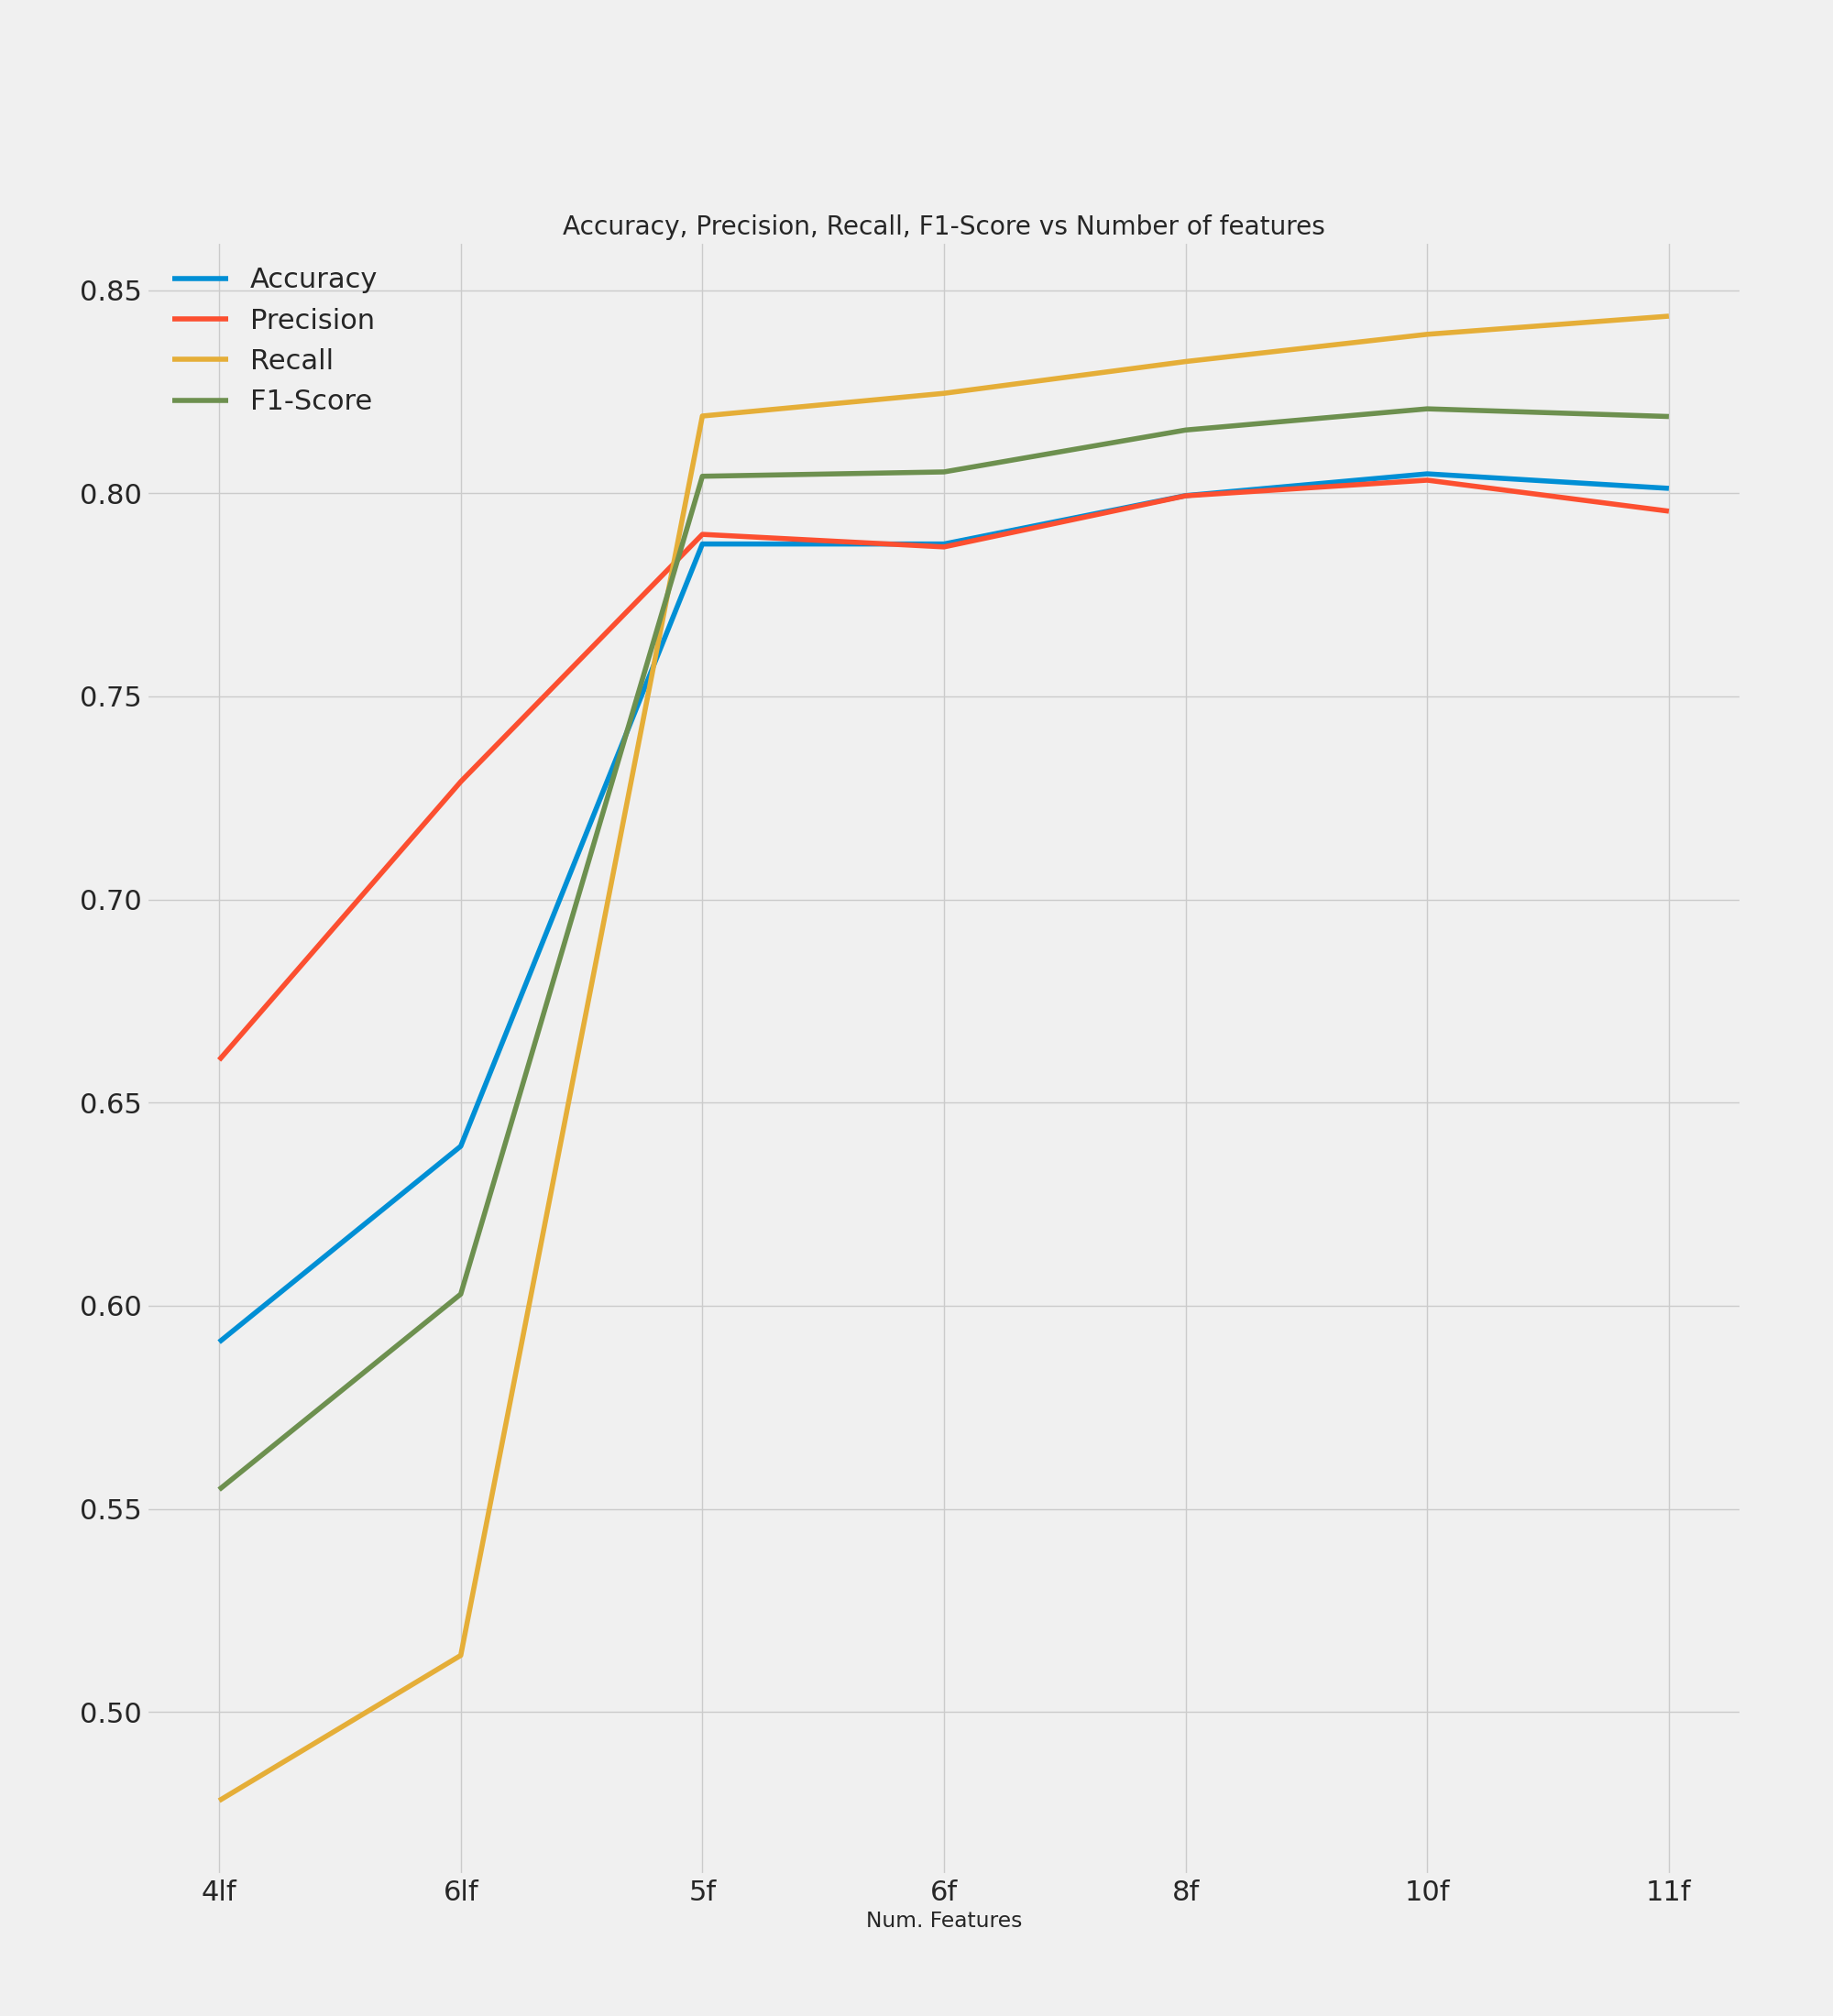 Accuracy, Precision, Recall, F1-Score vs Number of features
Accuracy
Precision
Recall
F1-Score
0.85
0.80
0.75
0.70
0.65
0.60
0.55
0.50
4lf 6lf 5f 6f 8f 10f 11f
Num. Features